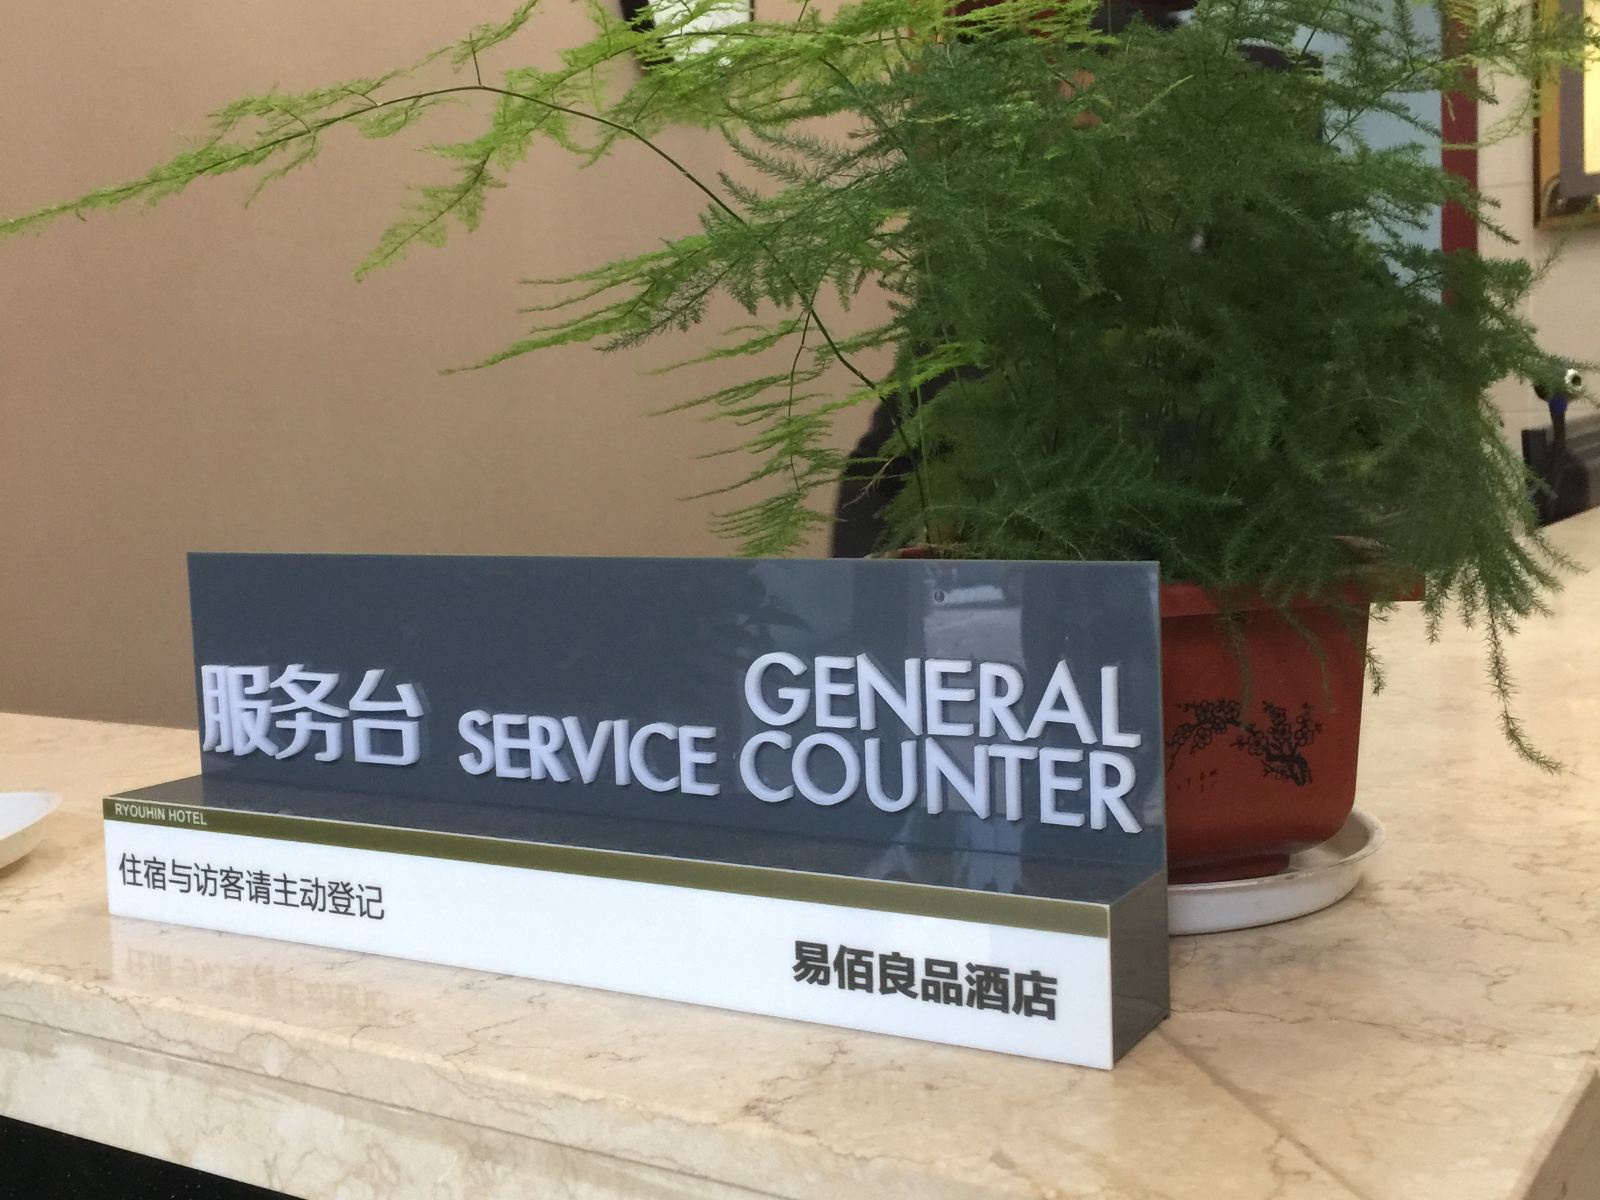 服务台
SERVICE
GENERAL
COUNTER
RYOUHIN HOTEL
住宿与访客请主动登记
易佰良品酒店